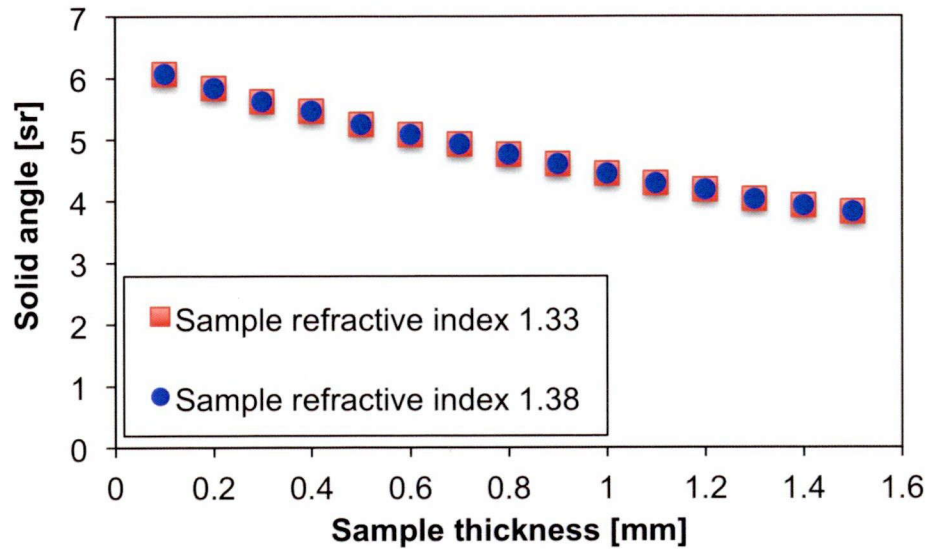 7
6
5
4
3
2
1
0
Solid angle [sr]
Sample refractive index 1.33
Sample refractive index 1.38
0 0.2 0.4 0.6 0.8 1 1.2 1.4 1.6
Sample thickness [mm]